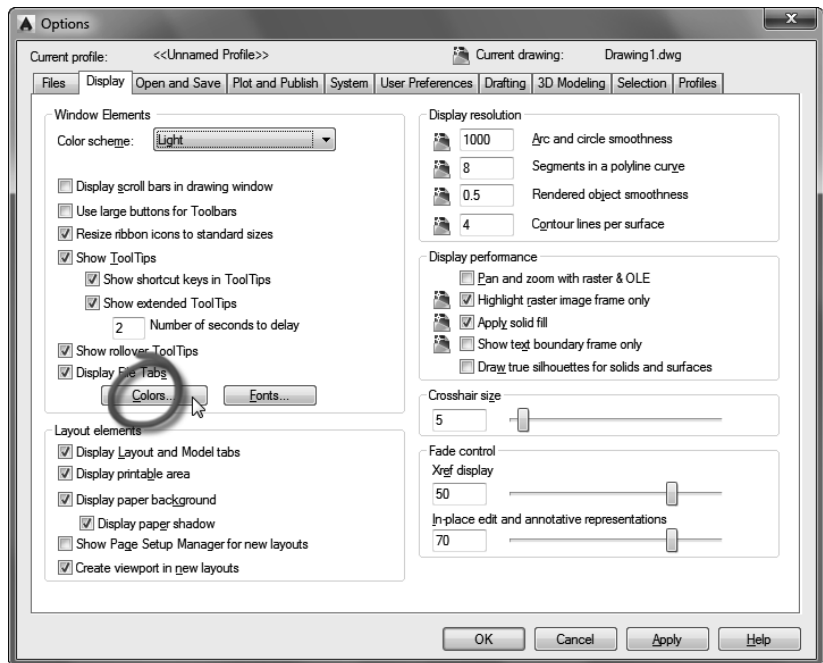 Options
Current profile: <<Unnamed Profile>> Current drawing: Drawing1.dwg
Files Display Open and Save Plot and Publish System User Preferences Drafting 3D Modeling Selection Profiles
Window Elements
Color scheme: Light
Display scroll bars in drawing window
Use large buttons for Toolbars
Resize ribbon icons to standard sizes
Show ToolTips
Show shortcut keys in ToolTips
Show extended ToolTips
2 Number of seconds to delay
Show rollover ToolTips
Display File Tabs
Colors... Fonts...
Layout elements
Display Layout and Model tabs
Display printable area
Display paper background
Display paper shadow
Show Page Setup Manager for new layouts
Create viewport in new layouts
Display resolution
1000 Arc and circle smoothness
8 Segments in a polyline curve
0.5 Rendered object smoothness
4 Contour lines per surface
Display performance
Pan and zoom with raster & OLE
Highlight raster image frame only
Apply solid fill
Show text boundary frame only
Draw true silhouettes for solids and surfaces
Crosshair size
5
Fade control
Xref display
50
In-place edit and annotative representations
70
OK Cancel Apply Help